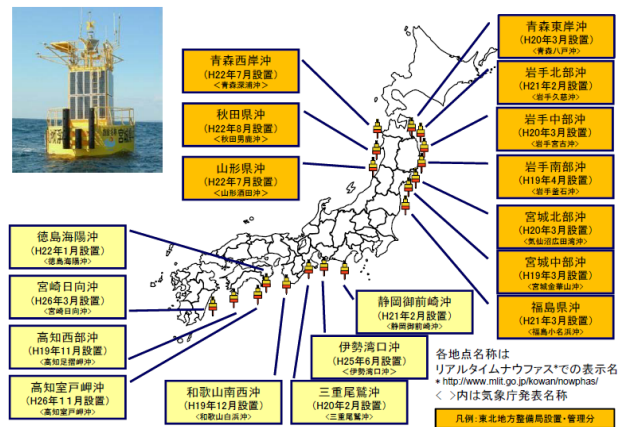 青森西岸沖
(H22年7月設置)
<青森深浦沖>
秋田県沖
(H22年8月設置)
<秋田男鹿沖>
山形県沖
(H22年7月設置)
<山形酒田沖>
青森東岸沖
(H20年3月設置)
<青森八戸沖>
岩手北部沖
(H21年2月設置)
<岩手久慈沖>
岩手中部沖
(H20年3月設置)
<岩手宮古沖>
岩手南部沖
(H19年4月設置)
<岩手釜石沖>
宮城北部沖
(H20年3月設置)
<気仙沼広田湾沖>
宮城中部沖
(H19年3月設置)
<宮城金華山沖>
福島県沖
(H21年3月設置)
<福島小名浜沖>
徳島海陽沖
(H22年1月設置)
<徳島海陽沖>
宮崎日向沖
(H26年3月設置)
<宮崎日向沖>
高知西部沖
(H19年11月設置)
<高知足摺岬沖>
高知室戸岬沖
(H26年11月設置)
<高知室戸岬沖>
和歌山南西沖
(H19年12月設置)
<和歌山白浜沖>
三重尾鷲沖
(H20年2月設置)
<三重尾鷲沖>
伊勢湾口沖
(H25年6月設置)
<伊勢湾口沖>
静岡御前崎沖
(H21年2月設置)
<静岡御前崎沖>
各地点名称は
リアルタイムナウファス*での表示名
* http://www.mlit.go.jp/kowan/nowphas/
< >内は気象庁発表名称
凡例:東北地方整備局設置・管理分